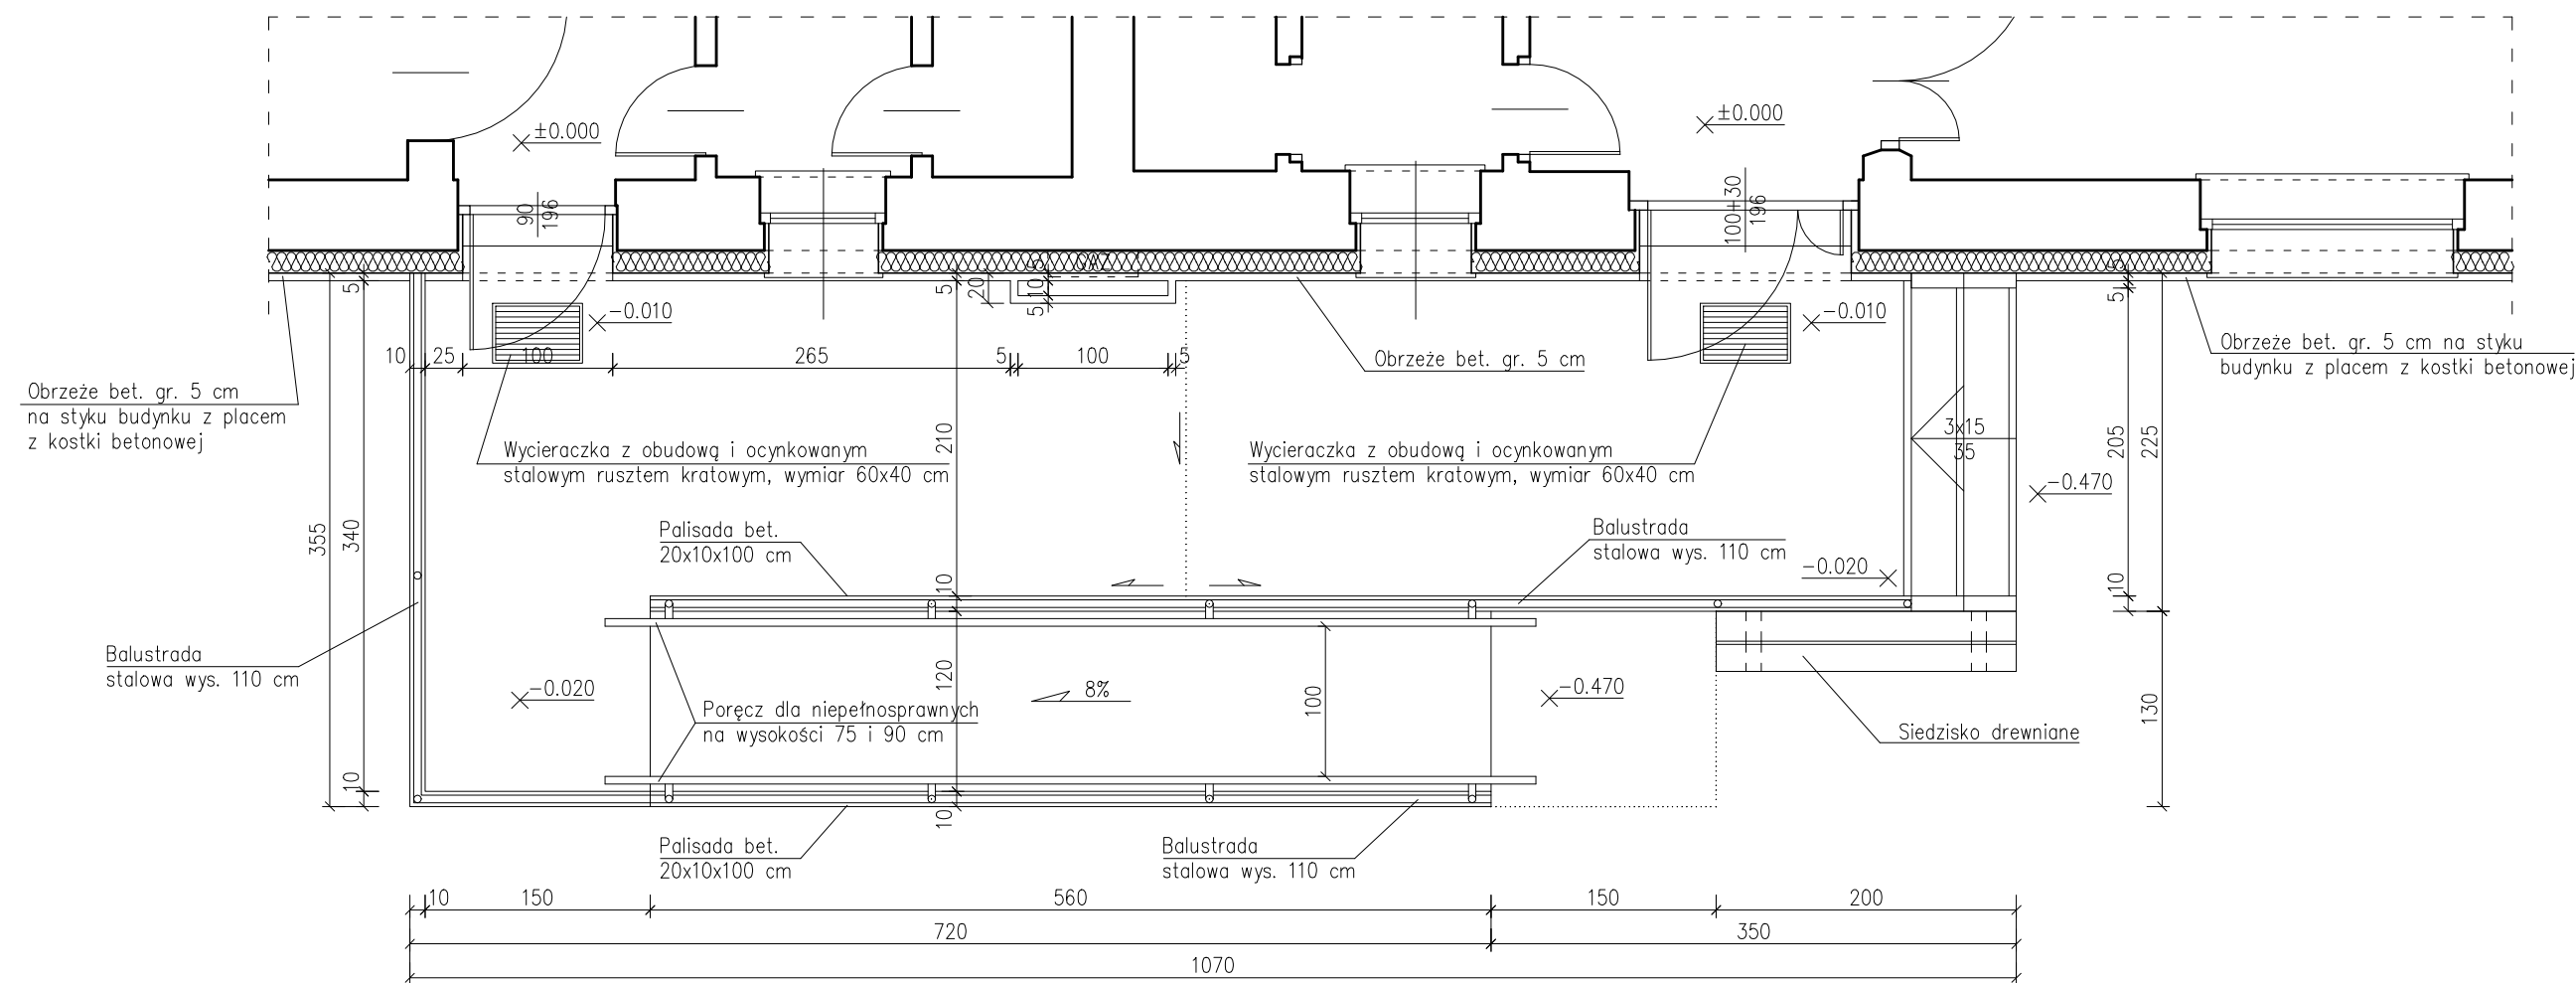 ±0.000
±0.000
90
196
100+30
196
GAZ
5
5
20
5
10
5
5
5
-0.010
-0.010
10
25
100
265
5
100
5
Obrzeże bet. gr. 5 cm
Obrzeże bet. gr. 5 cm na styku
budynku z placem z kostki betonowej
Obrzeże bet. gr. 5 cm
na styku budynku z placem
z kostki betonowej
Wycieraczka z obudową i ocynkowanym
stalowym rusztem kratowym, wymiar 60x40 cm
210
Wycieraczka z obudową i ocynkowanym
stalowym rusztem kratowym, wymiar 60x40 cm
3x15
35
205
225
-0.470
355
340
Palisada bet.
20x10x100 cm
Balustrada
stalowa wys. 110 cm
-0.020
10
10
Balustrada
stalowa wys. 110 cm
-0.020
120
8%
100
-0.470
130
Poręcz dla niepełnosprawnych
na wysokości 75 i 90 cm
Siedzisko drewniane
10
10
Palisada bet.
20x10x100 cm
Balustrada
stalowa wys. 110 cm
10
150
560
150
200
720
350
1070